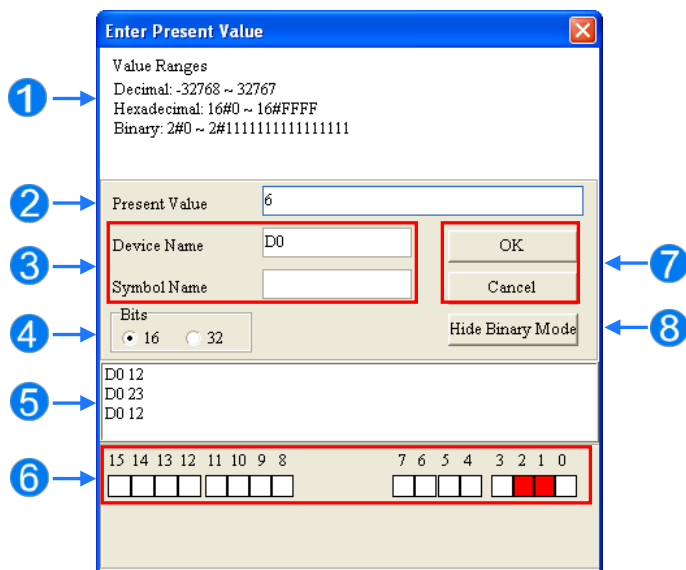 Enter Present Value
1
Value Ranges
Decimal: -32768 ~ 32767
Hexadecimal: 16#0 ~ 16#FFFF
Binary: 2#0 ~ 2#1111111111111111
2
Present Value 6
3
Device Name D0
OK
7
Symbol Name
Cancel
4
Bits
16 32
Hide Binary Mode
8
5
D0 12
D0 23
D0 12
6
15 14 13 12 11 10 9 8 7 6 5 4 3 2 1 0